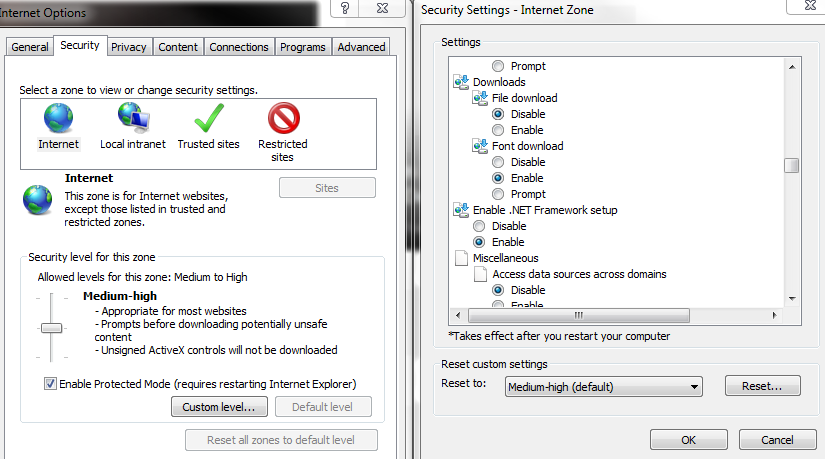 Internet Options
General
Security
Privacy
Content
Connections
Programs
Advanced
Select a zone to view or change security settings.
Internet
Local intranet
Trusted sites
Restricted
sites
Internet
Sites
This zone is for Internet websites,
except those listed in trusted and
restricted zones.
Security level for this zone
Allowed levels for this zone: Medium to High
Medium-high
- Appropriate for most websites
- Prompts before downloading potentially unsafe
content
- Unsigned ActiveX controls will not be downloaded
Enable Protected Mode (requires restarting Internet Explorer)
Custom level...
Default level
Reset all zones to default level
Security Settings - Internet Zone
Settings
Prompt
Downloads
File download
Disable
Enable
Font download
Disable
Enable
Prompt
Enable .NET Framework setup
Disable
Enable
Miscellaneous
Access data sources across domains
Disable
Enable
*Takes effect after you restart your computer
Reset custom settings
Reset to:
Medium-high (default)
Reset...
OK
Cancel